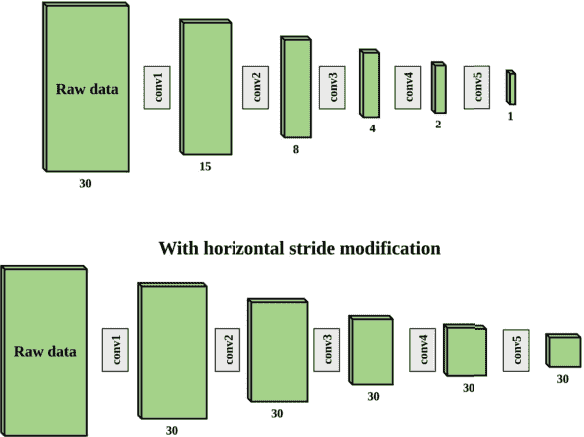 Raw data
conv1
conv2
conv3
conv4
conv5
30
15
8
4
2
1
With horizontal stride modification
Raw data
conv1
conv2
conv3
conv4
conv5
30
30
30
30
30